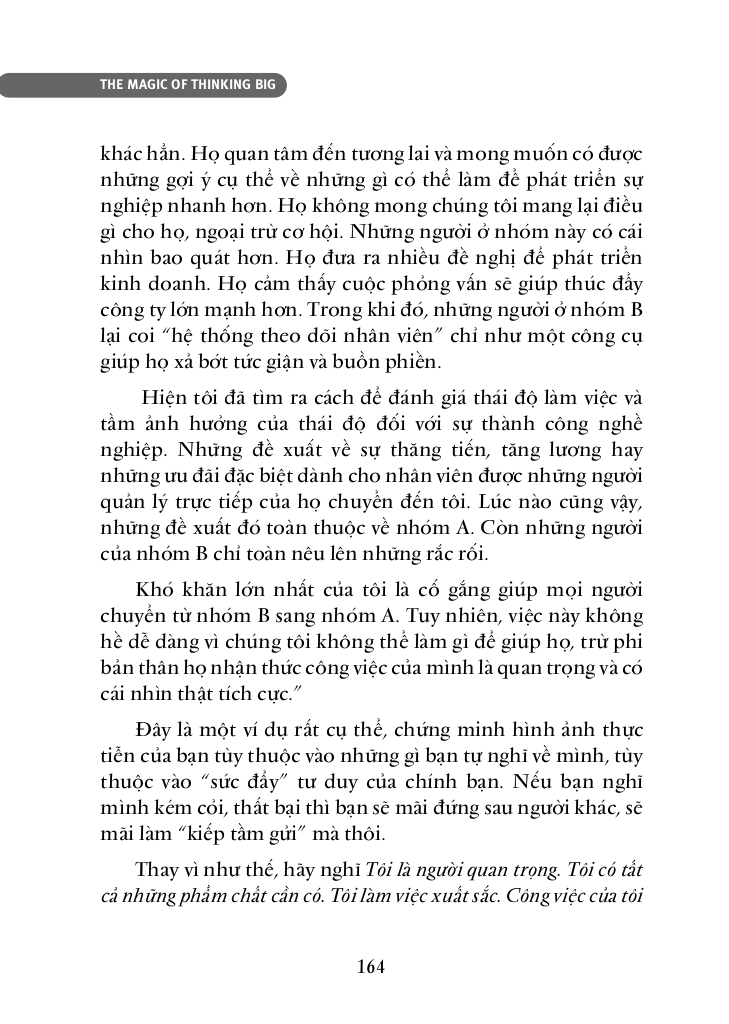 THE MAGIC OF THINKING BIG
khác hẳn. Họ quan tâm đến tương lai và mong muốn có được
những gợi ý cụ thể về những gì có thể làm để phát triển sự
nghiệp nhanh hơn. Họ không mong chúng tôi mang lại điều
gì cho họ, ngoại trừ cơ hội. Những người ở nhóm này có cái
nhìn bao quát hơn. Họ đưa ra nhiều đề nghị để phát triển
kinh doanh. Họ cảm thấy cuộc phỏng vấn sẽ giúp thúc đẩy
công ty lớn mạnh hơn. Trong khi đó, những người ở nhóm B
lại coi “hệ thống theo dõi nhân viên” chỉ như một công cụ
giúp họ xả bớt tức giận và buồn phiền.
Hiện tôi đã tìm ra cách để đánh giá thái độ làm việc và
tầm ảnh hưởng của thái độ đối với sự thành công nghề
nghiệp. Những đề xuất về sự thăng tiến, tăng lương hay
những ưu đãi đặc biệt dành cho nhân viên được những người
quản lý trực tiếp của họ chuyển đến tôi. Lúc nào cũng vậy,
những đề xuất đó toàn thuộc về nhóm A. Còn những người
của nhóm B chỉ toàn nêu lên những rắc rối.
Khó khăn lớn nhất của tôi là cố gắng giúp mọi người
chuyển từ nhóm B sang nhóm A. Tuy nhiên, việc này không
hề dễ dàng vì chúng tôi không thể làm gì để giúp họ, trừ phi
bản thân họ nhận thức công việc của mình là quan trọng và có
cái nhìn thật tích cực.”
Đây là một ví dụ rất cụ thể, chứng minh hình ảnh thực
tiễn của bạn tùy thuộc vào những gì bạn tự nghĩ về mình, tùy
thuộc vào “sức đẩy” tư duy của chính bạn. Nếu bạn nghĩ
mình kém cỏi, thất bại thì bạn sẽ mãi đứng sau người khác, sẽ
mãi làm “kiếp tầm gửi” mà thôi.
Thay vì như thế, hãy nghĩ Tôi là người quan trọng. Tôi có tất
cả những phẩm chất cần có. Tôi làm việc xuất sắc. Công việc của tôi
164